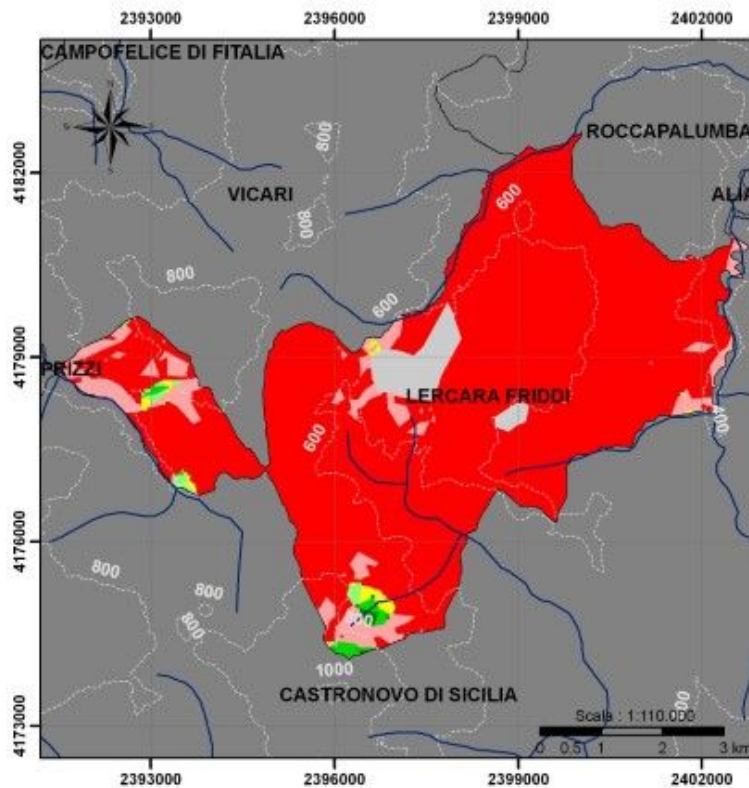 2393000 2396000 2399000 2402000
CAMPOFELICE DI FITALIA
800
ROCCAPALUMBA
4182000
VICARI
600
ALIA
800
800
600
4179000
PRIZZI
LERCARA FRIDDI
400
600
4176000
800
800
800
1000
CASTRONOVO DI SICILIA
4173000
Scala : 1:110.000
0 0.5 1 2 3 km
2393000 2396000 2399000 2402000